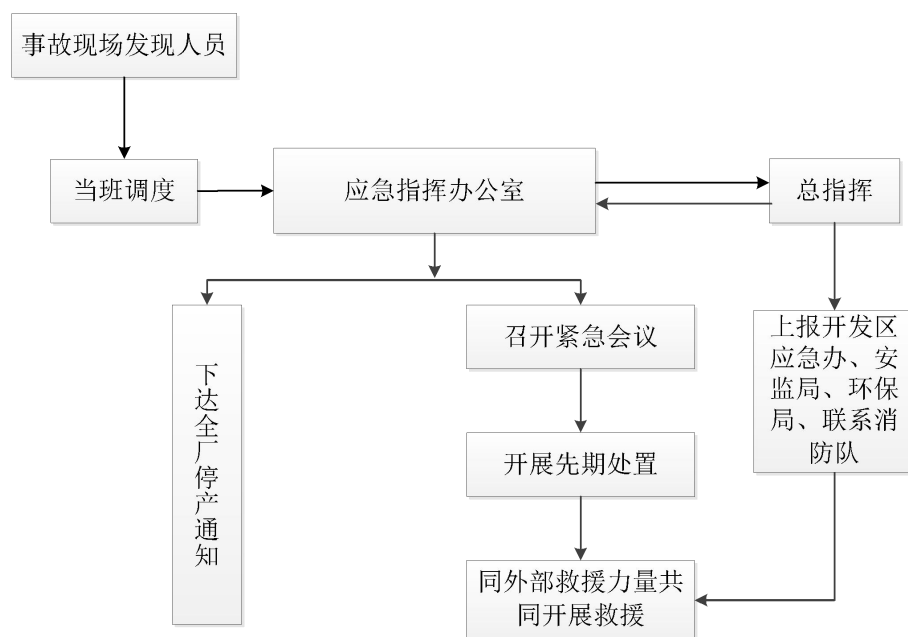 事故现场发现人员
当班调度
应急指挥办公室
总指挥
下达全厂停产通知
召开紧急会议
上报开发区
应急办、安
监局、环保
局、联系消
防队
开展先期处置
同外部救援力量共
同开展救援